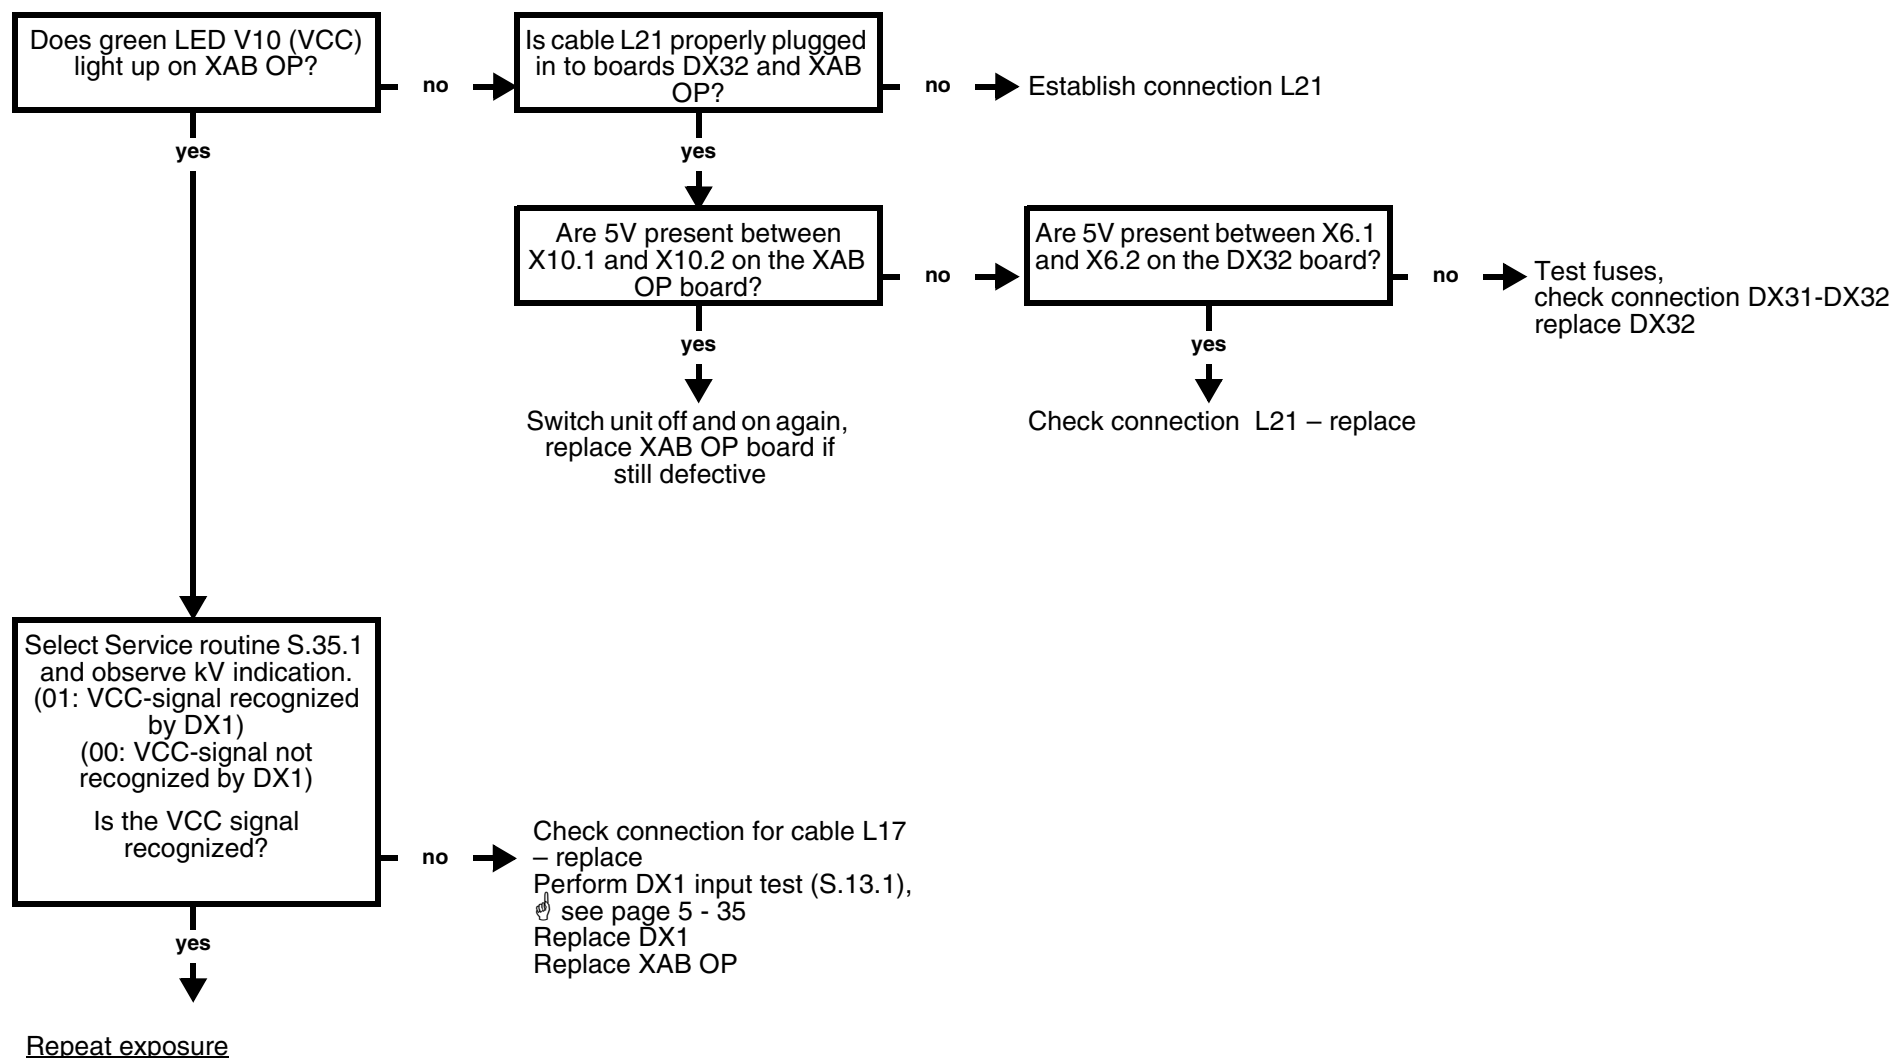 Does green LED V10 (VCC)
light up on XAB OP?
no
Is cable L21 properly plugged
in to boards DX32 and XAB
OP?
no
Establish connection L21
yes
yes
Are 5V present between
X10.1 and X10.2 on the XAB
OP board?
no
Are 5V present between X6.1
and X6.2 on the DX32 board?
no
Test fuses,
check connection DX31-DX32
replace DX32
yes
yes
Switch unit off and on again,
replace XAB OP board if
still defective
Check connection L21 – replace
Select Service routine S.35.1
and observe kV indication.
(01: VCC-signal recognized
by DX1)
(00: VCC-signal not
recognized by DX1)
Is the VCC signal
recognized?
no
Check connection for cable L17
– replace
Perform DX1 input test (S.13.1),
☝ see page 5 - 35
Replace DX1
Replace XAB OP
yes
Repeat exposure